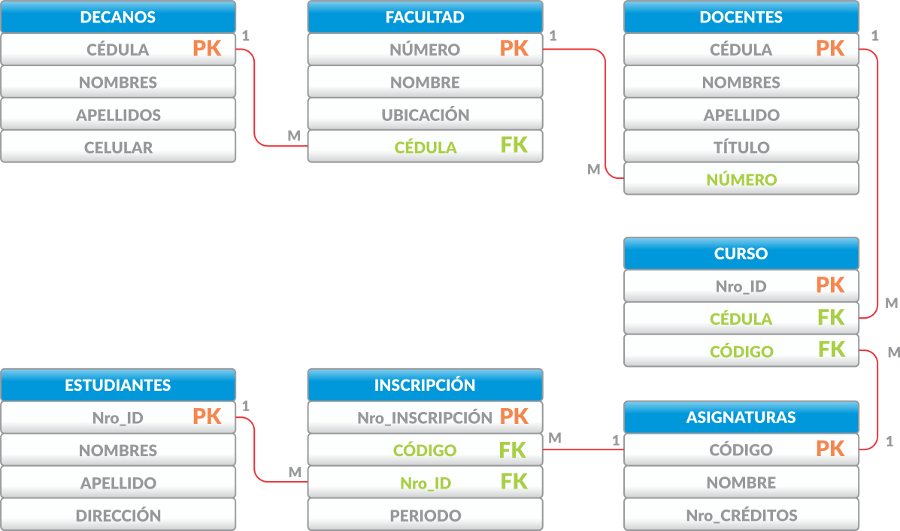 DECANOS
CÉDULA PK
NOMBRES
APELLIDOS
CELULAR
1
M
FACULTAD
NÚMERO PK
NOMBRE
UBICACIÓN
CÉDULA FK
1
M
DOCENTES
CÉDULA PK
NOMBRES
APELLIDO
TÍTULO
NÚMERO
1
M
CURSO
Nro_ID PK
CÉDULA FK
CÓDIGO FK
M
1
ESTUDIANTES
Nro_ID PK
NOMBRES
APELLIDO
DIRECCIÓN
1
M
INSCRIPCIÓN
Nro_INSCRIPCIÓN PK
CÓDIGO FK
Nro_ID FK
PERIODO
M
1
ASIGNATURAS
CÓDIGO PK
NOMBRE
Nro_CRÉDITOS